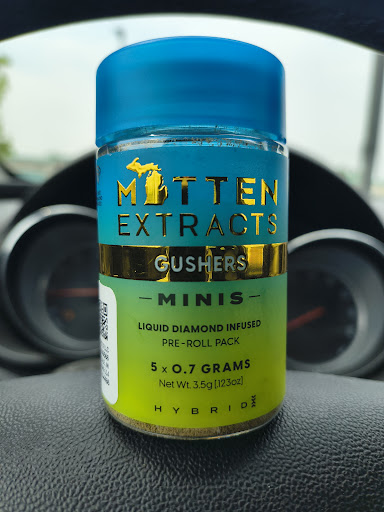 MITTEN
EXTRACTS
GUSHERS
MINIS
LIQUID DIAMOND INFUSED
PRE-ROLL PACK
5 x 0.7 GRAMS
Net Wt. 3.5g [.123oz]
HYBRID